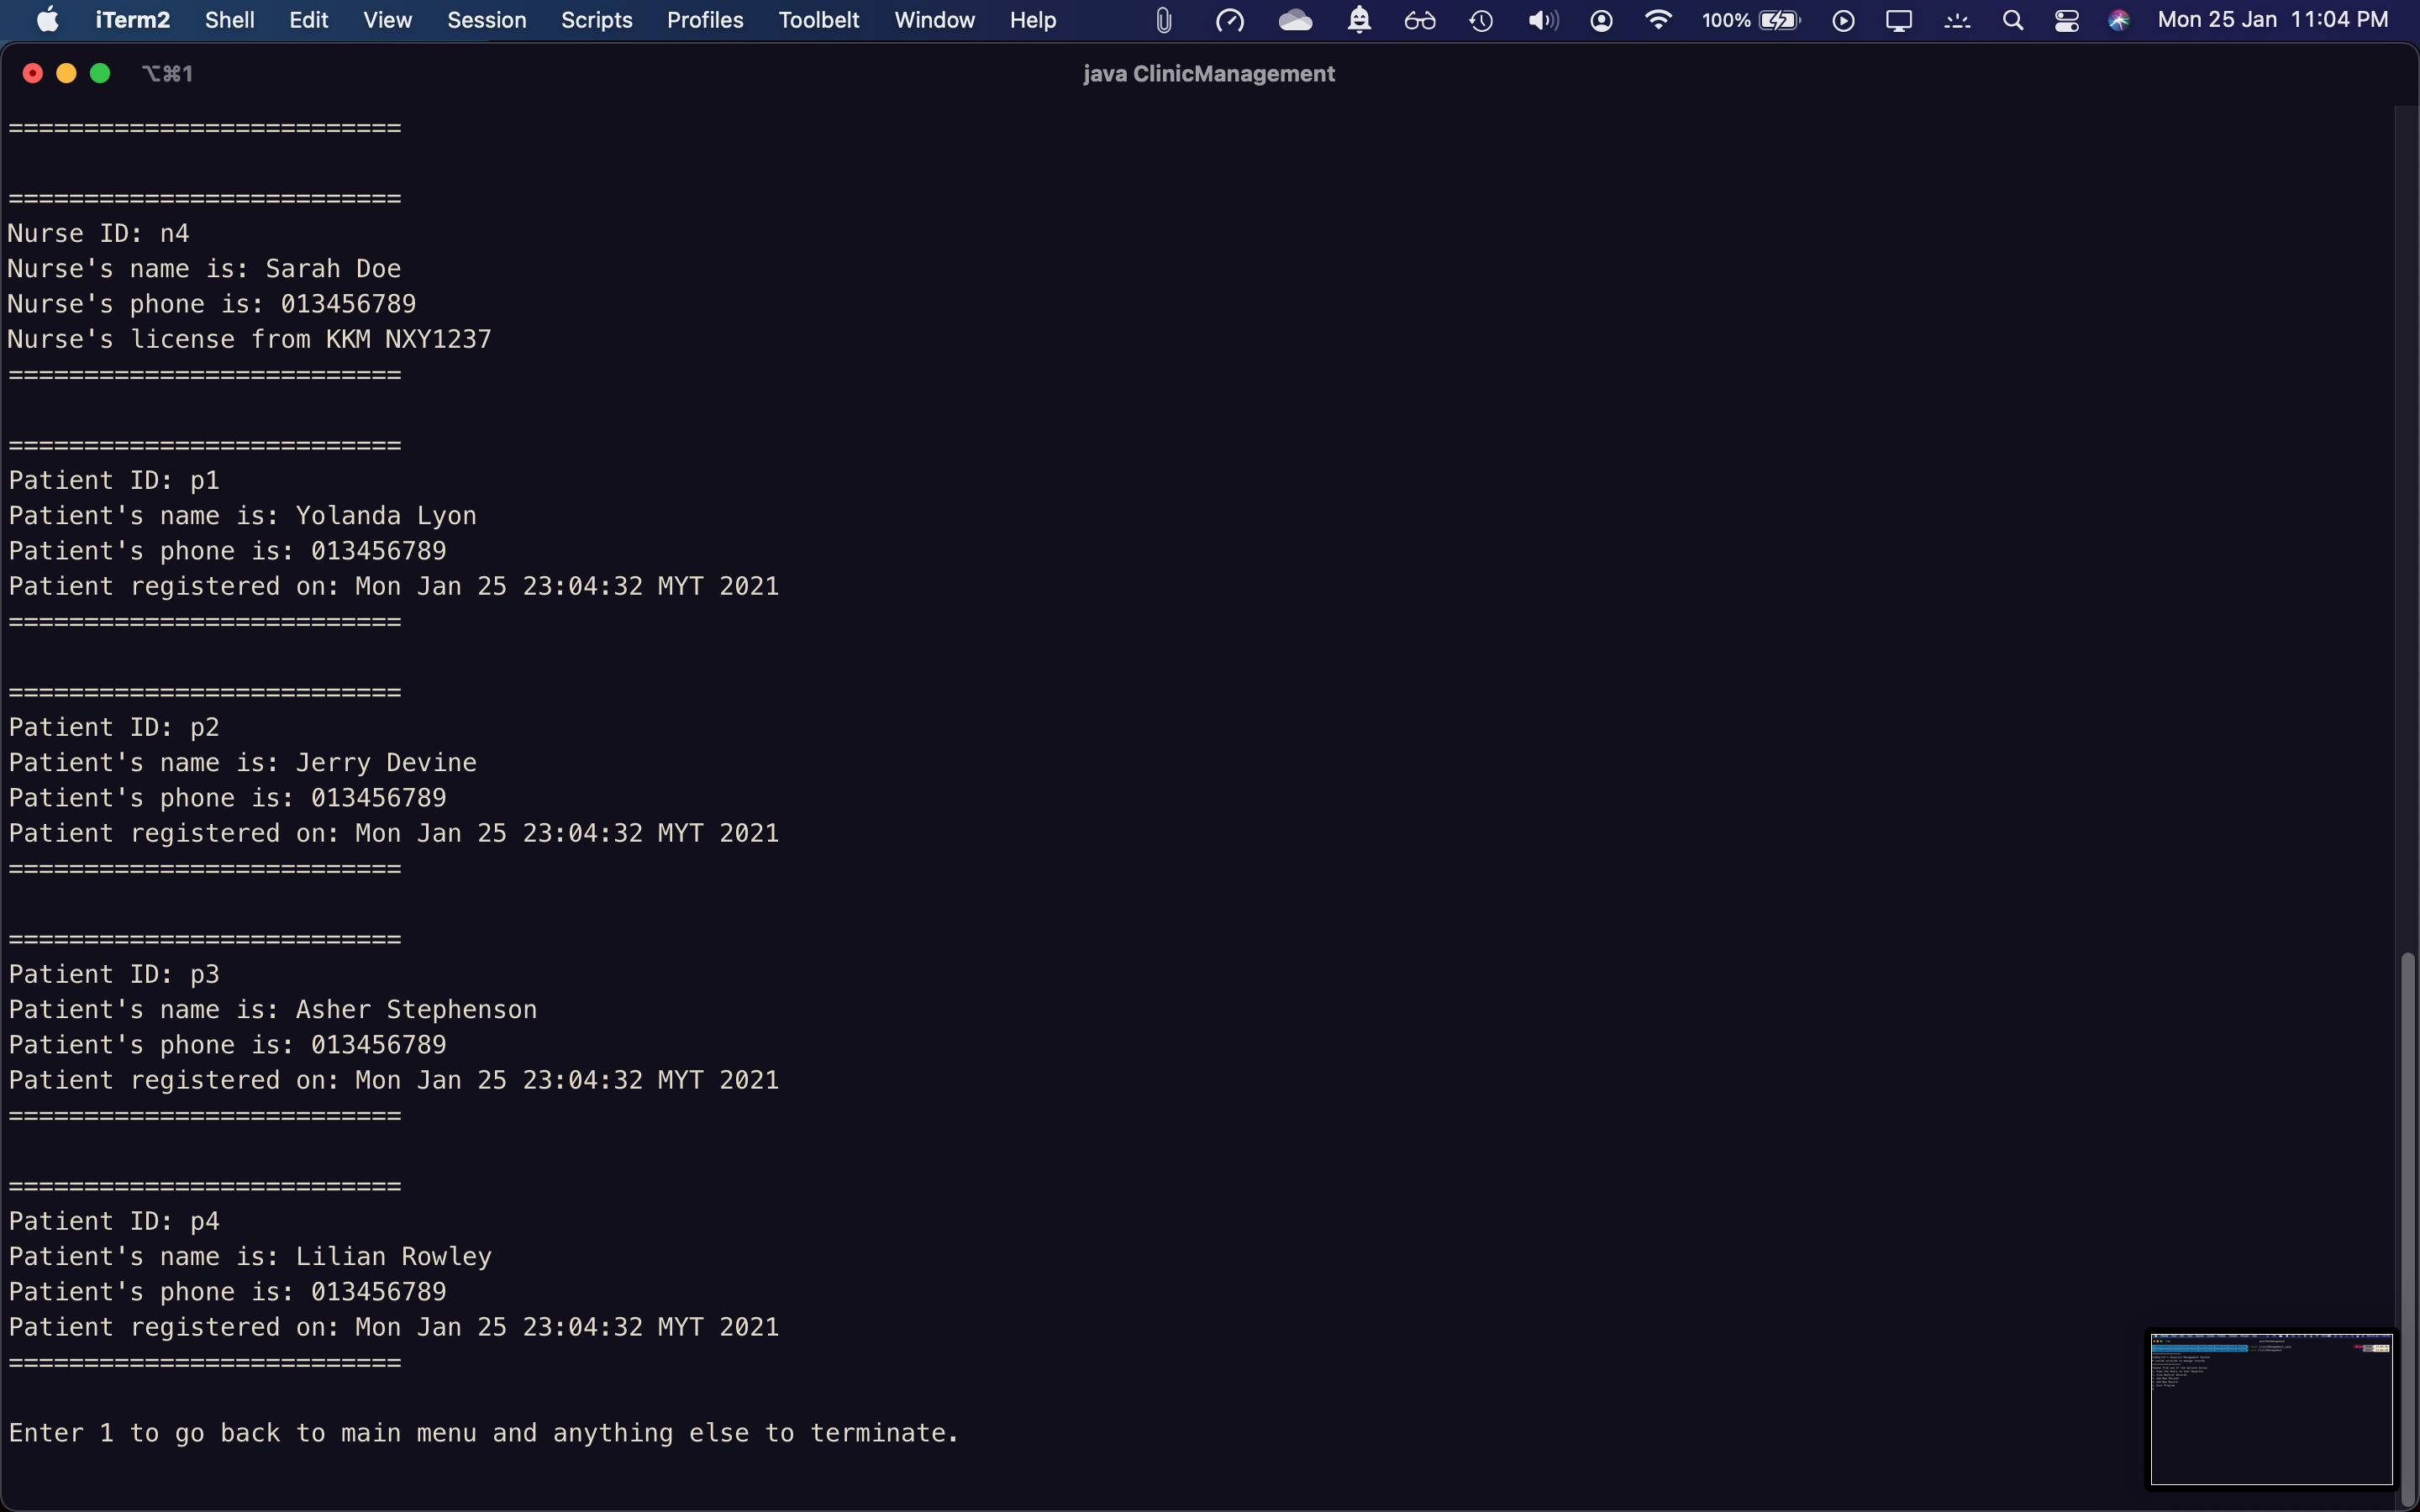 iTerm2 Shell Edit View Session Scripts Profiles Toolbelt Window Help 100% Mon 25 Jan 11:04 PM
⌥⌘1 java ClinicManagement
==========================
==========================
Nurse ID: n4
Nurse's name is: Sarah Doe
Nurse's phone is: 013456789
Nurse's license from KKM NXY1237
==========================
==========================
Patient ID: p1
Patient's name is: Yolanda Lyon
Patient's phone is: 013456789
Patient registered on: Mon Jan 25 23:04:32 MYT 2021
==========================
==========================
Patient ID: p2
Patient's name is: Jerry Devine
Patient's phone is: 013456789
Patient registered on: Mon Jan 25 23:04:32 MYT 2021
==========================
==========================
Patient ID: p3
Patient's name is: Asher Stephenson
Patient's phone is: 013456789
Patient registered on: Mon Jan 25 23:04:32 MYT 2021
==========================
==========================
Patient ID: p4
Patient's name is: Lilian Rowley
Patient's phone is: 013456789
Patient registered on: Mon Jan 25 23:04:32 MYT 2021
==========================
Enter 1 to go back to main menu and anything else to terminate.